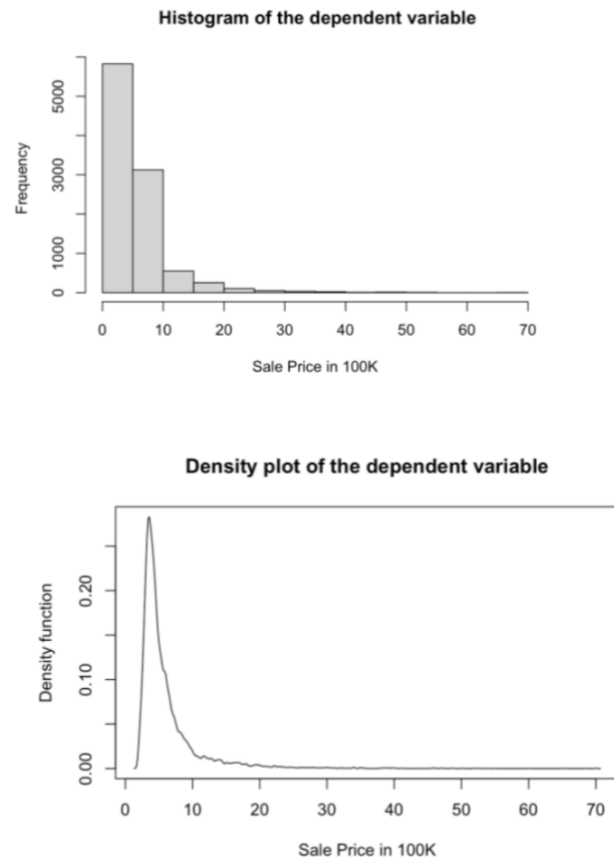 Histogram of the dependent variable
Frequency
5000
3000
1000
0
0 10 20 30 40 50 60 70
Sale Price in 100K
Density plot of the dependent variable
Density function
0.20
0.10
0.00
0 10 20 30 40 50 60 70
Sale Price in 100K